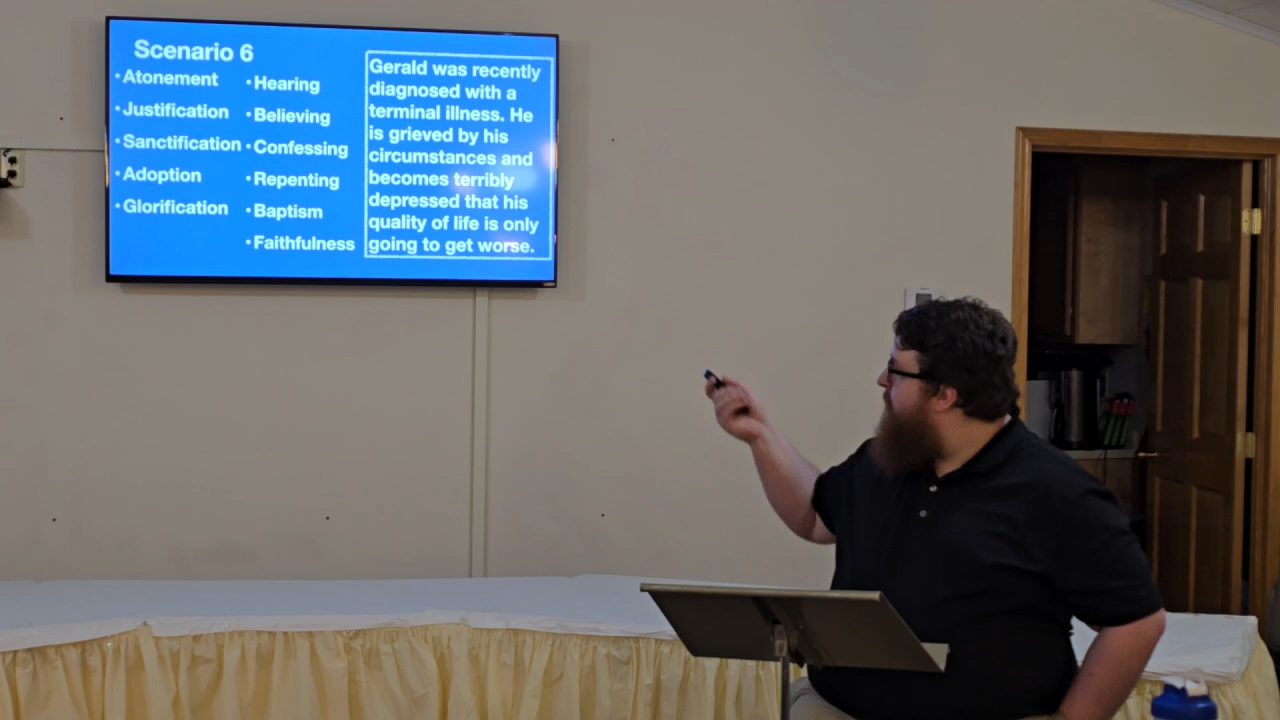 Scenario 6
• Atonement
• Justification
• Sanctification
• Adoption
• Glorification
• Hearing
• Believing
• Confessing
• Repenting
• Baptism
• Faithfulness
Gerald was recently
diagnosed with a
terminal illness. He
is grieved by his
circumstances and
becomes terribly
depressed that his
quality of life is only
going to get worse.